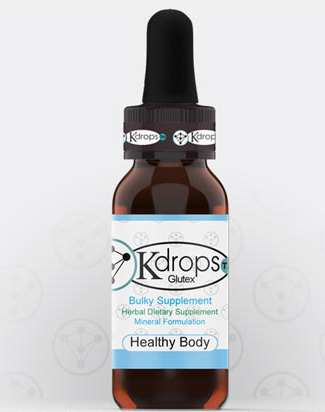 Kdrops
Kdrops
Kdrops
Glutex
Bulky Supplement
Herbal Dietary Supplement
Mineral Formulation
Healthy Body